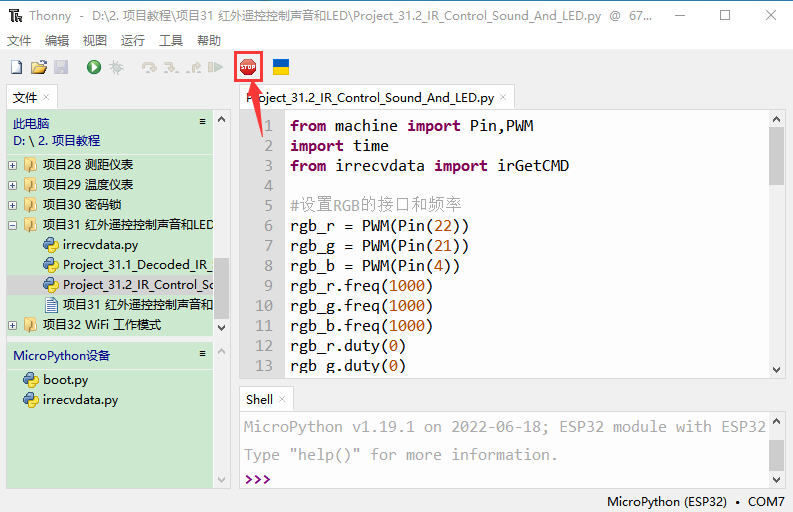 Thonny - D:\2. 项目教程\项目31 红外遥控控制声音和LED\Project_31.2_IR_Control_Sound_And_LED.py @ 67...
文件 编辑 视图 运行 工具 帮助
STOP
文件 ×
此电脑
D: \ 2. 项目教程
项目28 测距仪表
项目29 温度仪表
项目30 密码锁
项目31 红外遥控控制声音和LED
irrecvdata.py
Project_31.1_Decoded_IR_
Project_31.2_IR_Control_So
项目31 红外遥控控制声音和
项目32 WiFi 工作模式
MicroPython设备
boot.py
irrecvdata.py
Project_31.2_IR_Control_Sound_And_LED.py ×
1 from machine import Pin,PWM
2 import time
3 from irrecvdata import irGetCMD
4
5 #设置RGB的接口和频率
6 rgb_r = PWM(Pin(22))
7 rgb_g = PWM(Pin(21))
8 rgb_b = PWM(Pin(4))
9 rgb_r.freq(1000)
10 rgb_g.freq(1000)
11 rgb_b.freq(1000)
12 rgb_r.duty(0)
13 rgb_g.duty(0)
Shell ×
MicroPython v1.19.1 on 2022-06-18; ESP32 module with ESP32
Type "help()" for more information.
>>>
MicroPython (ESP32) • COM7